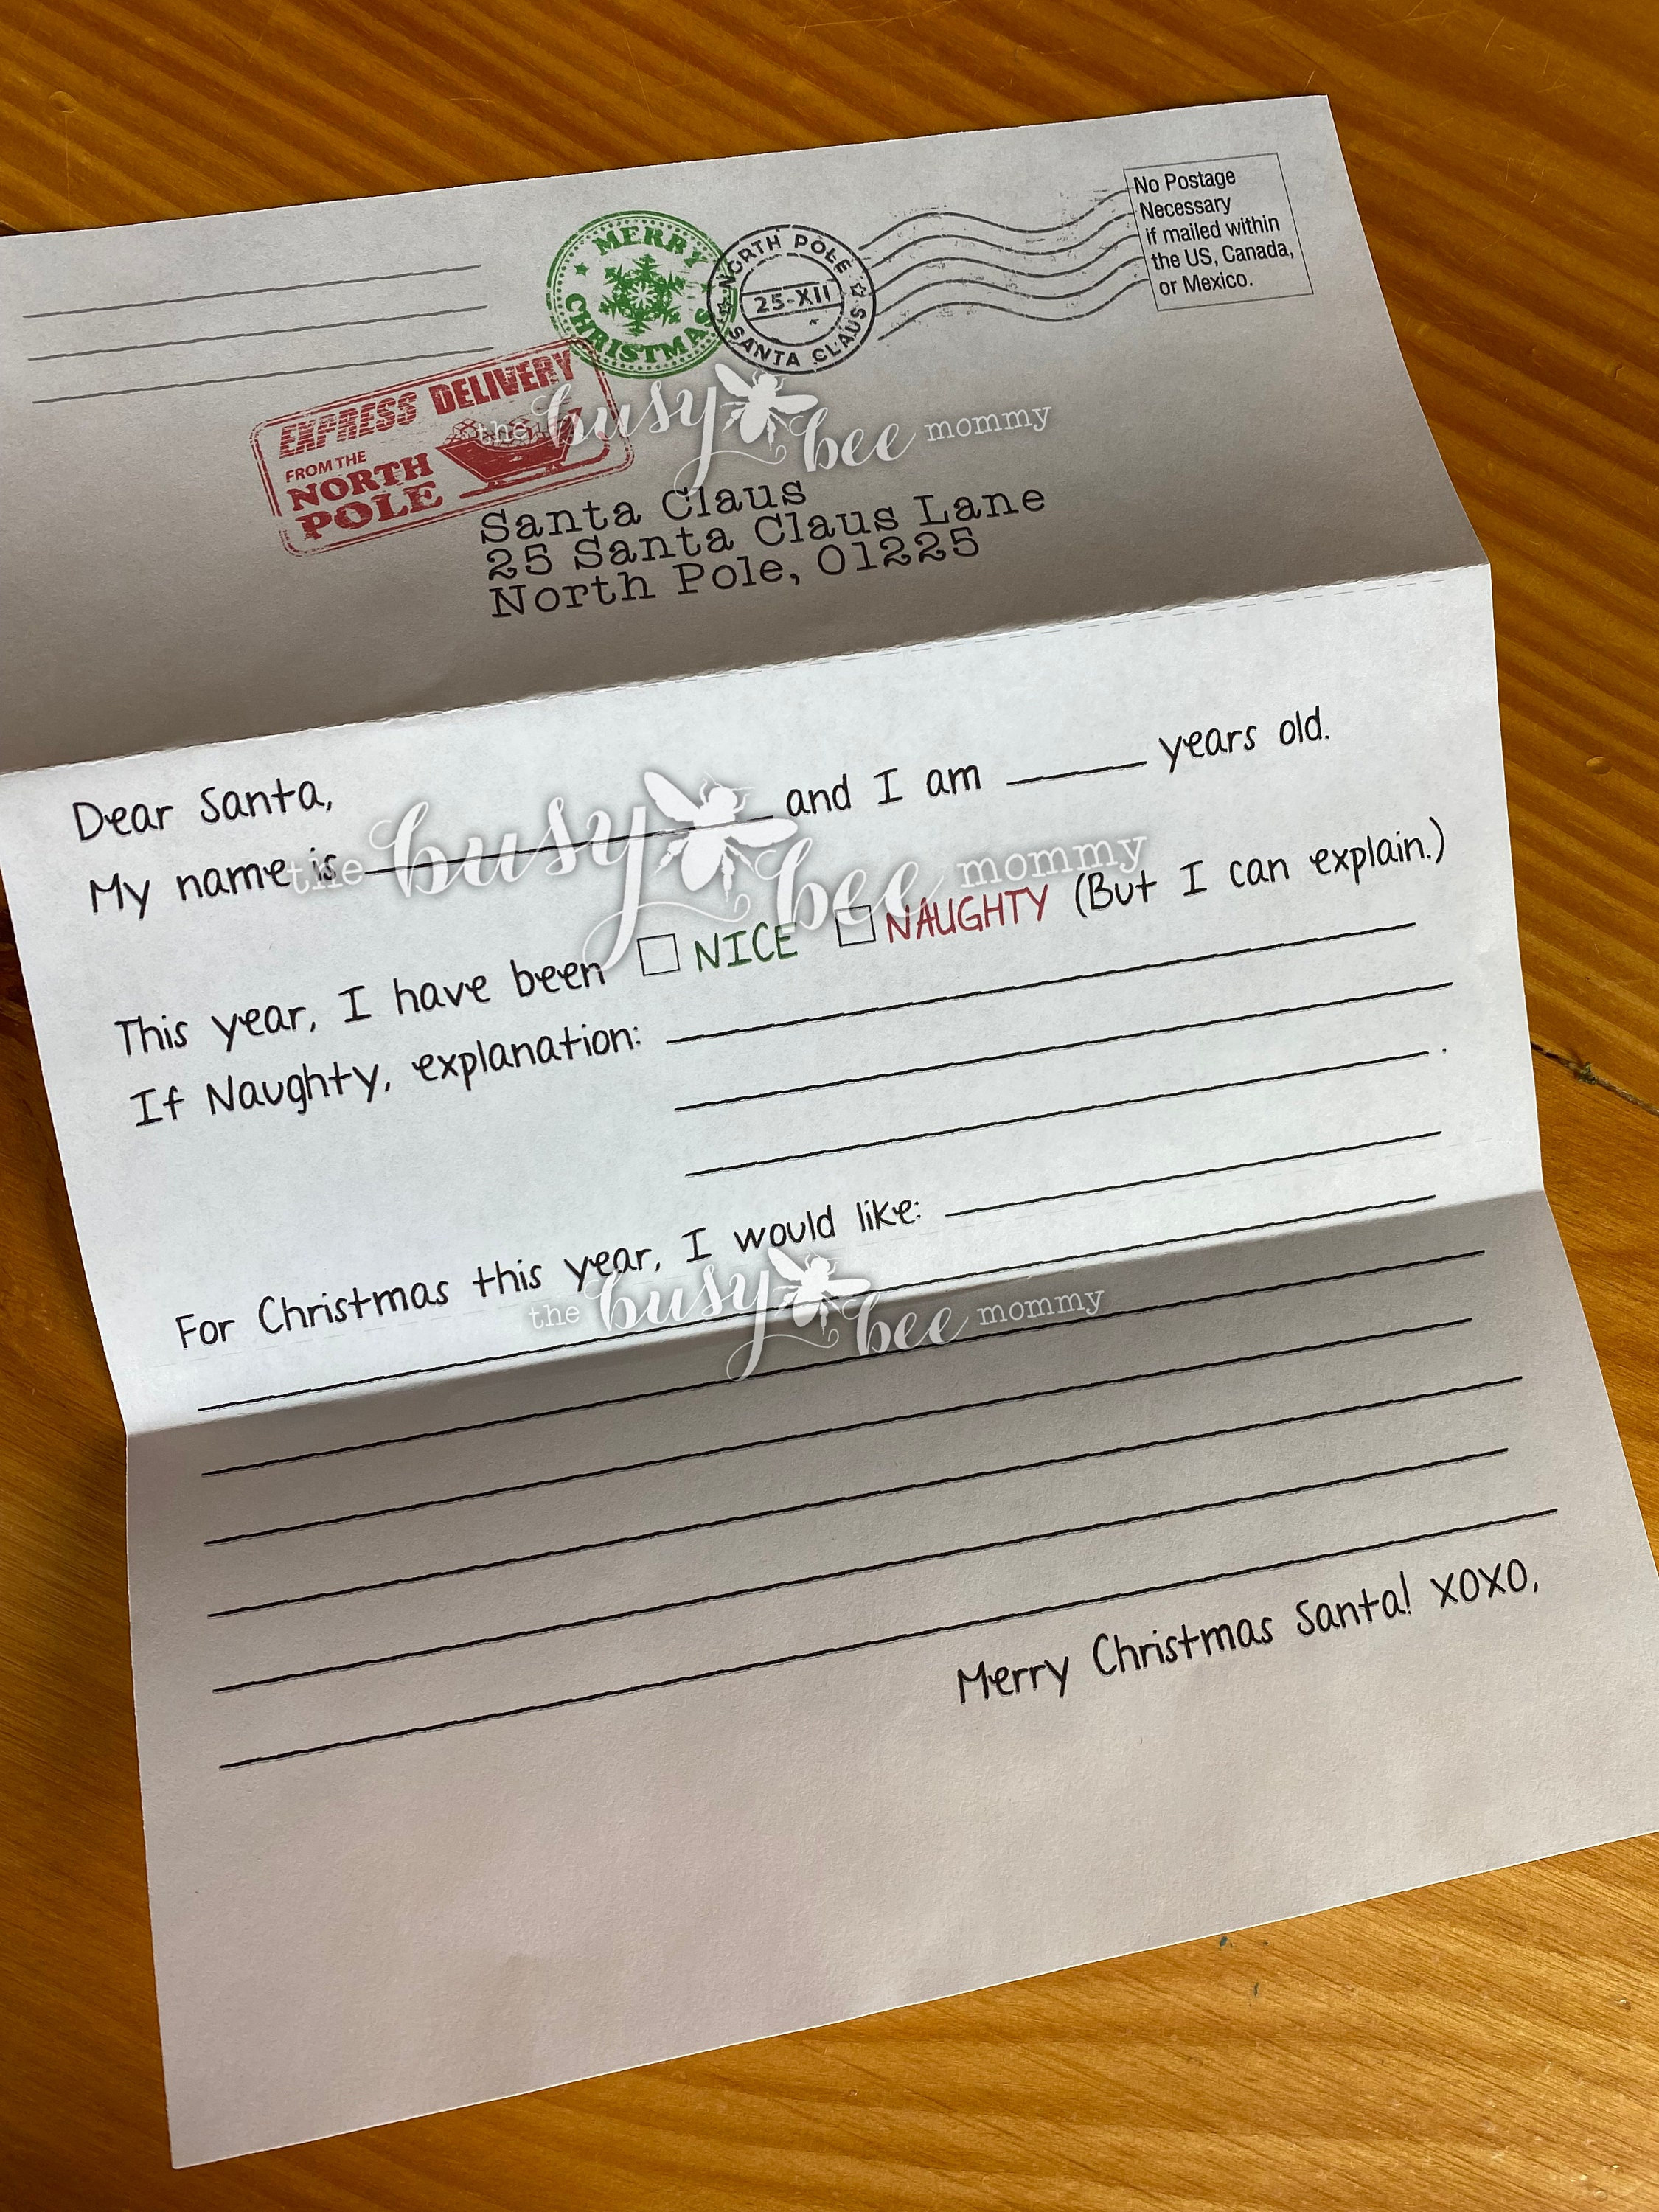 No Postage
Necessary
if mailed within
the US, Canada,
or Mexico.
MERRY
CHRISTMAS
NORTH POLE
25-XII
SANTA CLAUS
EXPRESS DELIVERY
FROM THE
NORTH
POLE
the busy bee mommy
Santa Claus
25 Santa Claus Lane
North Pole, 01225
Dear Santa,
My name is and I am years old.
the busy bee mommy
This year, I have been NICE NAUGHTY (But I can explain.)
If Naughty, explanation:
.
For Christmas this year, I would like:
the busy bee mommy
Merry Christmas Santa! XOXO,